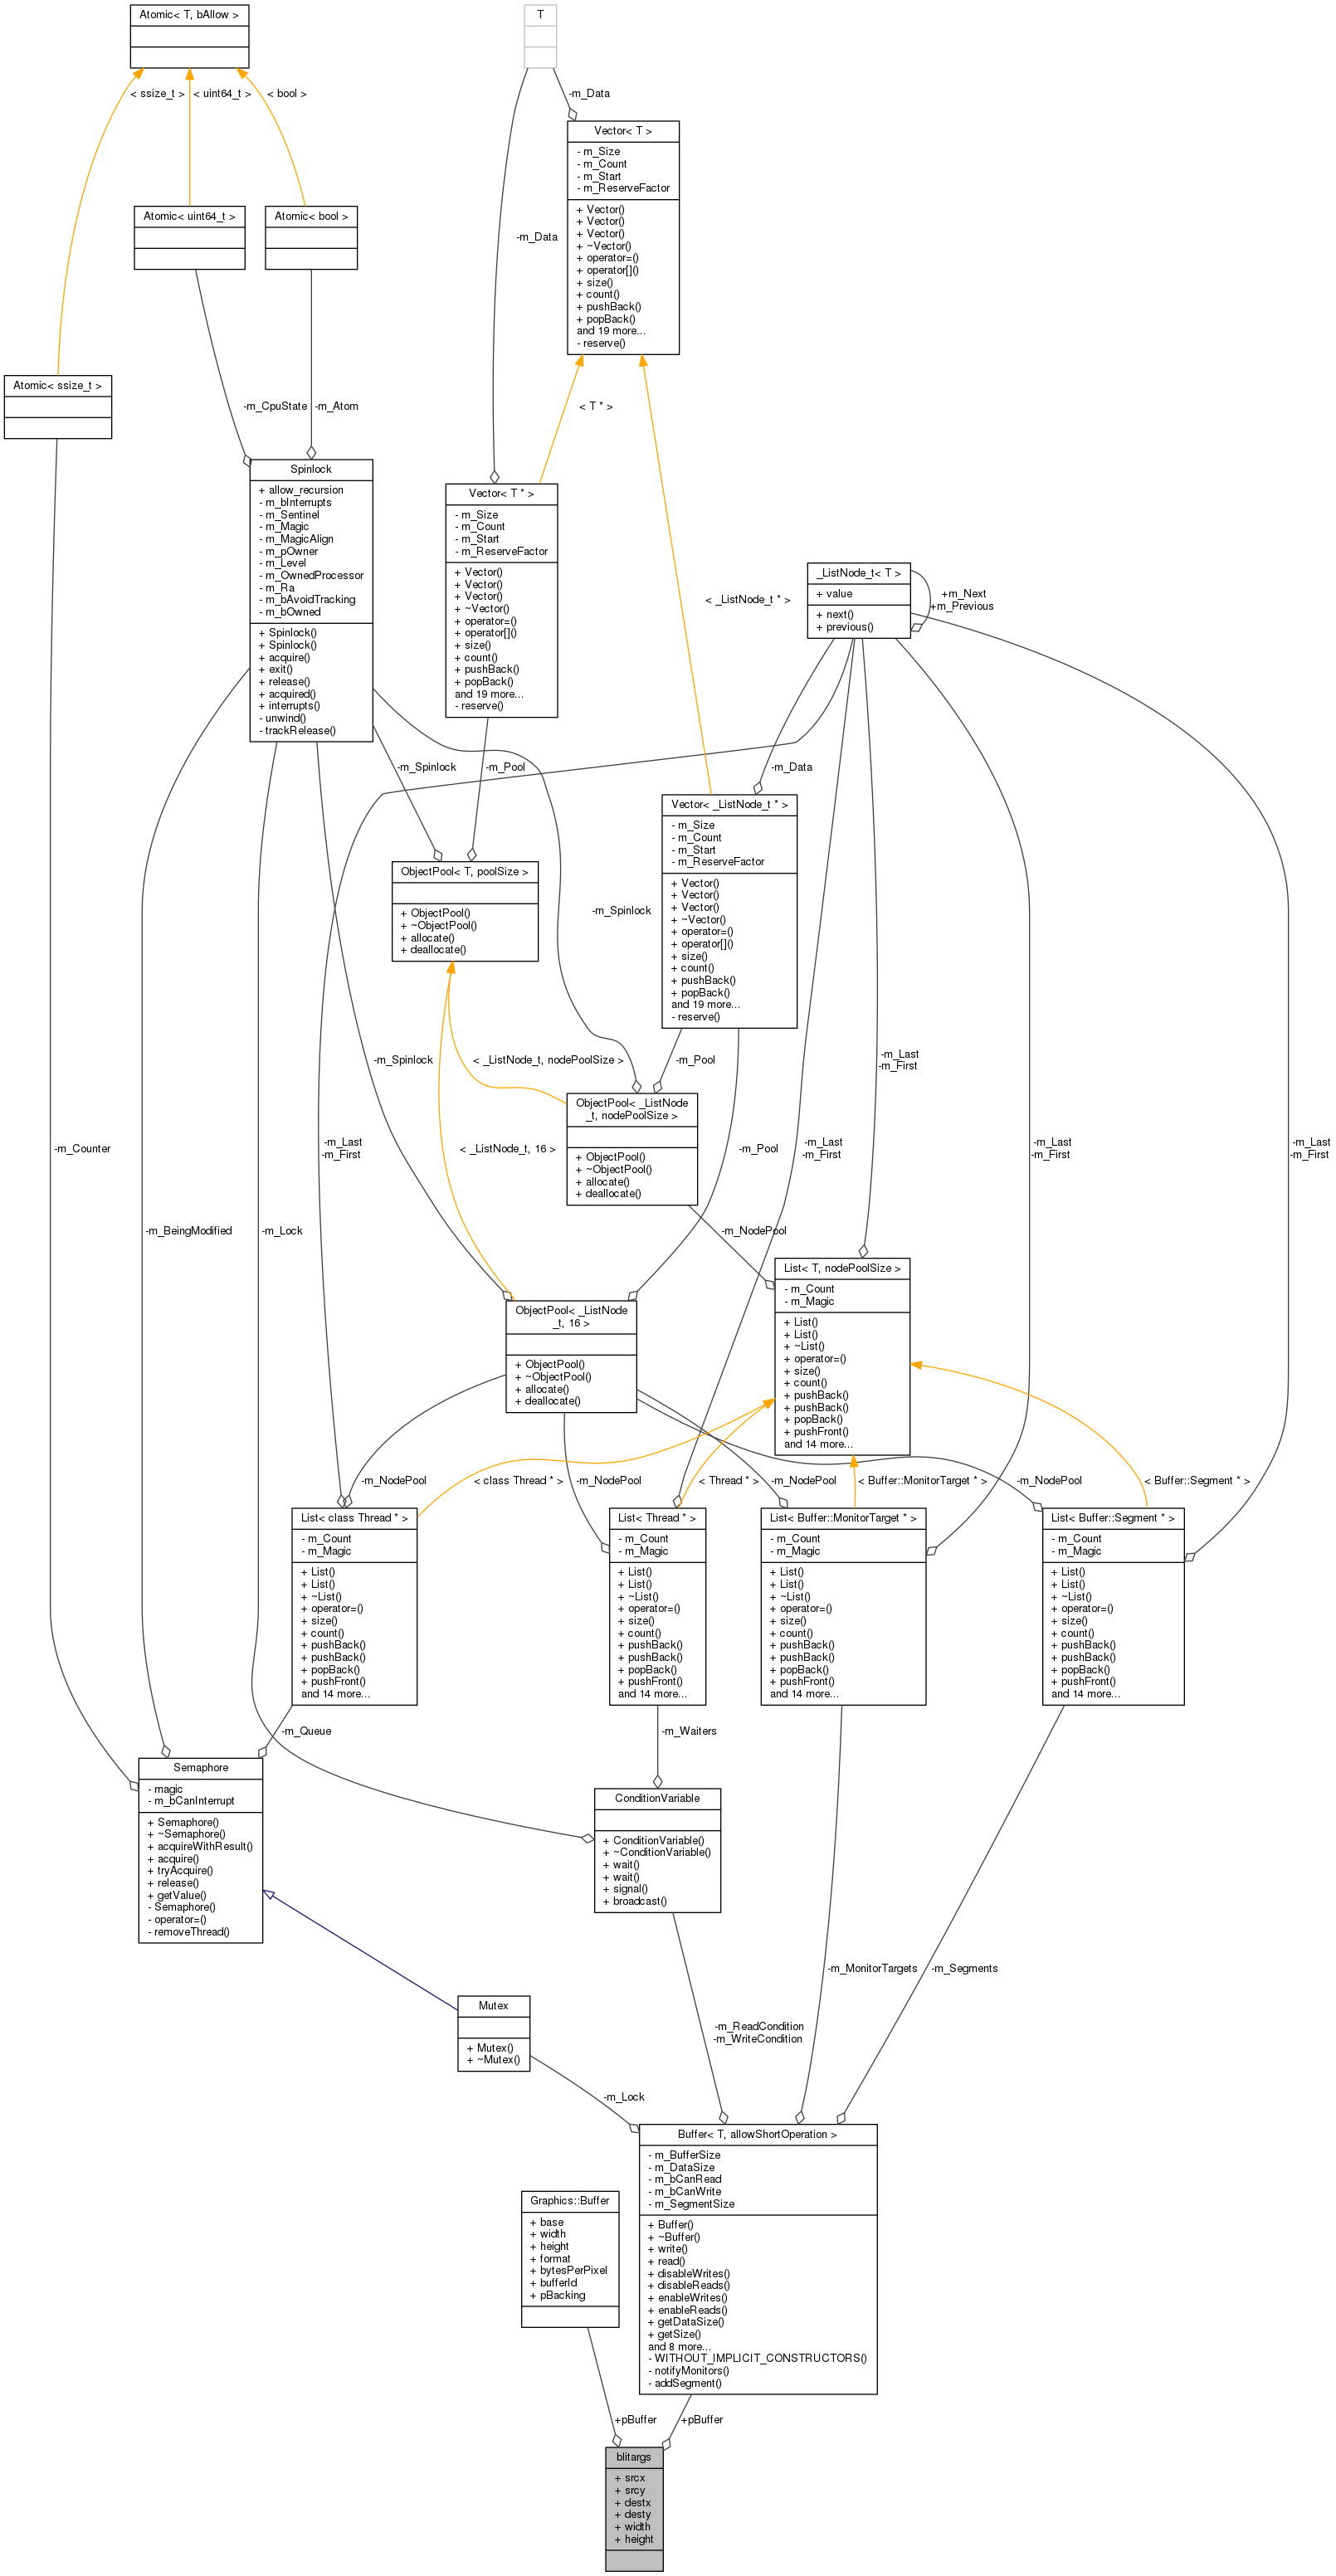 Atomic< T, bAllow >
T
< ssize_t >
< uint64_t >
< bool >
-m_Data
Vector< T >
- m_Size
- m_Count
- m_Start
- m_ReserveFactor
+ Vector()
+ Vector()
+ Vector()
+ ~Vector()
+ operator=()
+ operator[]()
+ size()
+ count()
+ pushBack()
+ popBack()
and 19 more...
- reserve()
Atomic< uint64_t >
Atomic< bool >
-m_Data
Atomic< ssize_t >
-m_CpuState
-m_Atom
< T * >
Spinlock
+ allow_recursion
- m_bInterrupts
- m_Sentinel
- m_Magic
- m_MagicAlign
- m_pOwner
- m_Level
- m_OwnedProcessor
- m_Ra
- m_bAvoidTracking
- m_bOwned
+ Spinlock()
+ Spinlock()
+ acquire()
+ exit()
+ release()
+ acquired()
+ interrupts()
- unwind()
- trackRelease()
Vector< T * >
- m_Size
- m_Count
- m_Start
- m_ReserveFactor
+ Vector()
+ Vector()
+ Vector()
+ ~Vector()
+ operator=()
+ operator[]()
+ size()
+ count()
+ pushBack()
+ popBack()
and 19 more...
- reserve()
< _ListNode_t * >
_ListNode_t< T >
+ value
+ next()
+ previous()
+m_Next
+m_Previous
-m_Spinlock
-m_Pool
-m_Data
Vector< _ListNode_t * >
- m_Size
- m_Count
- m_Start
- m_ReserveFactor
+ Vector()
+ Vector()
+ Vector()
+ ~Vector()
+ operator=()
+ operator[]()
+ size()
+ count()
+ pushBack()
+ popBack()
and 19 more...
- reserve()
ObjectPool< T, poolSize >
+ ObjectPool()
+ ~ObjectPool()
+ allocate()
+ deallocate()
-m_Spinlock
-m_Spinlock
< _ListNode_t, nodePoolSize >
-m_Pool
-m_Last
-m_First
ObjectPool< _ListNode
_t, nodePoolSize >
+ ObjectPool()
+ ~ObjectPool()
+ allocate()
+ deallocate()
-m_Counter
-m_Last
-m_First
< _ListNode_t, 16 >
-m_Pool
-m_Last
-m_First
-m_Last
-m_First
-m_Last
-m_First
-m_BeingModified
-m_Lock
-m_NodePool
List< T, nodePoolSize >
- m_Count
- m_Magic
+ List()
+ List()
+ ~List()
+ operator=()
+ size()
+ count()
+ pushBack()
+ pushBack()
+ popBack()
+ pushFront()
and 14 more...
ObjectPool< _ListNode
_t, 16 >
+ ObjectPool()
+ ~ObjectPool()
+ allocate()
+ deallocate()
-m_NodePool
< class Thread * >
-m_NodePool
< Thread * >
-m_NodePool
< Buffer::MonitorTarget * >
-m_NodePool
< Buffer::Segment * >
List< class Thread * >
- m_Count
- m_Magic
+ List()
+ List()
+ ~List()
+ operator=()
+ size()
+ count()
+ pushBack()
+ pushBack()
+ popBack()
+ pushFront()
and 14 more...
List< Thread * >
- m_Count
- m_Magic
+ List()
+ List()
+ ~List()
+ operator=()
+ size()
+ count()
+ pushBack()
+ pushBack()
+ popBack()
+ pushFront()
and 14 more...
List< Buffer::MonitorTarget * >
- m_Count
- m_Magic
+ List()
+ List()
+ ~List()
+ operator=()
+ size()
+ count()
+ pushBack()
+ pushBack()
+ popBack()
+ pushFront()
and 14 more...
List< Buffer::Segment * >
- m_Count
- m_Magic
+ List()
+ List()
+ ~List()
+ operator=()
+ size()
+ count()
+ pushBack()
+ pushBack()
+ popBack()
+ pushFront()
and 14 more...
-m_Queue
-m_Waiters
Semaphore
- magic
- m_bCanInterrupt
+ Semaphore()
+ ~Semaphore()
+ acquireWithResult()
+ acquire()
+ tryAcquire()
+ release()
+ getValue()
- Semaphore()
- operator=()
- removeThread()
ConditionVariable
+ ConditionVariable()
+ ~ConditionVariable()
+ wait()
+ wait()
+ signal()
+ broadcast()
-m_MonitorTargets
-m_Segments
Mutex
+ Mutex()
+ ~Mutex()
-m_ReadCondition
-m_WriteCondition
-m_Lock
Buffer< T, allowShortOperation >
- m_BufferSize
- m_DataSize
- m_bCanRead
- m_bCanWrite
- m_SegmentSize
+ Buffer()
+ ~Buffer()
+ write()
+ read()
+ disableWrites()
+ disableReads()
+ enableWrites()
+ enableReads()
+ getDataSize()
+ getSize()
and 8 more...
- WITHOUT_IMPLICIT_CONSTRUCTORS()
- notifyMonitors()
- addSegment()
Graphics::Buffer
+ base
+ width
+ height
+ format
+ bytesPerPixel
+ bufferId
+ pBacking
+pBuffer
+pBuffer
blitargs
+ srcx
+ srcy
+ destx
+ desty
+ width
+ height